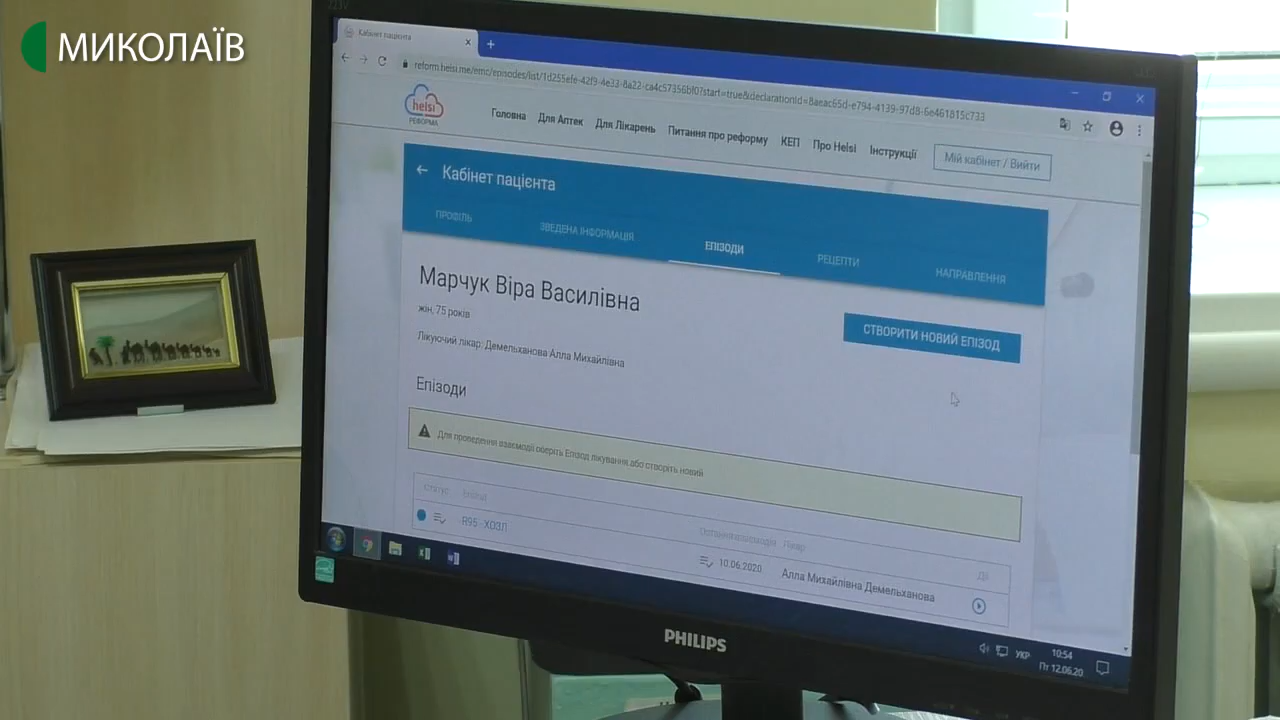 МИКОЛАЇВ
223V
Кабінет пацієнта
reform.helsi.me/emc/episodes/list/1d255efe-42f9-4e33-8a22-ca4c57356bf0?start=true&declarationId=8aeac65d-e794-4139-97d8-6e461815c733
helsi
РЕФОРМА
Головна Для Аптек Для Лікарень Питання про реформу КЕП Про Helsi Інструкції Мій кабінет / Вийти
Кабінет пацієнта
ПРОФІЛЬ ЗВЕДЕНА ІНФОРМАЦІЯ ЕПІЗОДИ РЕЦЕПТИ НАПРАВЛЕННЯ
Марчук Віра Василівна
жін, 75 років
СТВОРИТИ НОВИЙ ЕПІЗОД
Лікуючий лікар: Демельханова Алла Михайлівна
Епізоди
Для проведення взаємодії оберіть Епізод лікування або створіть новий
Статус Епізод Остання взаємодія Лікар Дії
R95 - ХОЗЛ 10.06.2020 Алла Михайлівна Демельханова
УКР 10:54
Пт 12.06.20
PHILIPS